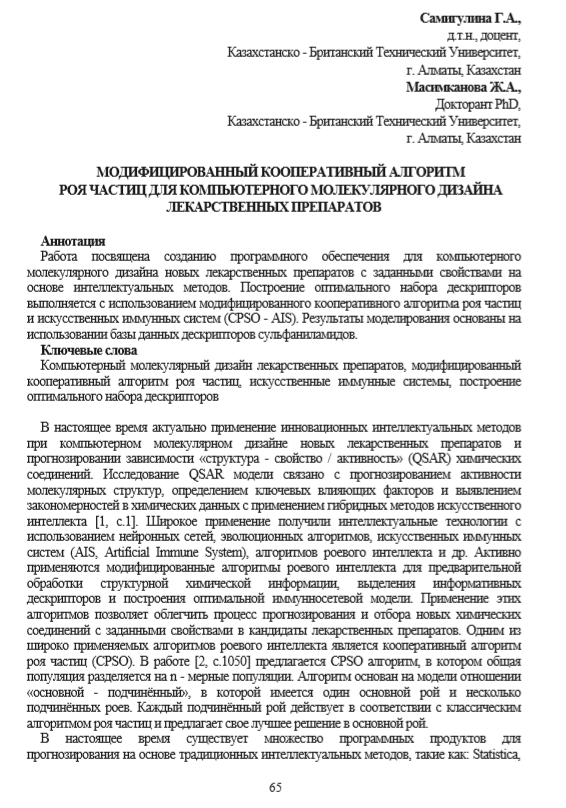 Самигулина Г.А.,
д.т.н., доцент,
Казахстанско - Британский Технический Университет,
г. Алматы, Казахстан
Масимканова Ж.А.,
Докторант PhD,
Казахстанско - Британский Технический Университет,
г. Алматы, Казахстан
МОДИФИЦИРОВАННЫЙ КООПЕРАТИВНЫЙ АЛГОРИТМ
РОЯ ЧАСТИЦ ДЛЯ КОМПЬЮТЕРНОГО МОЛЕКУЛЯРНОГО ДИЗАЙНА
ЛЕКАРСТВЕННЫХ ПРЕПАРАТОВ
Аннотация
Работа посвящена созданию программного обеспечения для компьютерного
молекулярного дизайна новых лекарственных препаратов с заданными свойствами на
основе интеллектуальных методов. Построение оптимального набора дескрипторов
выполняется с использованием модифицированного кооперативного алгоритма роя частиц
и искусственных иммунных систем (CPSO - AIS). Результаты моделирования основаны на
использовании базы данных дескрипторов сульфаниламидов.
Ключевые слова
Компьютерный молекулярный дизайн лекарственных препаратов, модифицированный
кооперативный алгоритм роя частиц, искусственные иммунные системы, построение
оптимального набора дескрипторов
В настоящее время актуально применение инновационных интеллектуальных методов
при компьютерном молекулярном дизайне новых лекарственных препаратов и
прогнозировании зависимости «структура - свойство / активность» (QSAR) химических
соединений. Исследование QSAR модели связано с прогнозированием активности
молекулярных структур, определением ключевых влияющих факторов и выявлением
закономерностей в химических данных с применением гибридных методов искусственного
интеллекта [1, с.1]. Широкое применение получили интеллектуальные технологии с
использованием нейронных сетей, эволюционных алгоритмов, искусственных иммунных
систем (AIS, Artificial Immune System), алгоритмов роевого интеллекта и др. Активно
применяются модифицированные алгоритмы роевого интеллекта для предварительной
обработки структурной химической информации, выделения информативных
дескрипторов и построения оптимальной иммунносетевой модели. Применение этих
алгоритмов позволяет облегчить процесс прогнозирования и отбора новых химических
соединений с заданными свойствами в кандидаты лекарственных препаратов. Одним из
широко применяемых алгоритмов роевого интеллекта является кооперативный алгоритм
роя частиц (CPSO). В работе [2, с.1050] предлагается CPSO алгоритм, в котором общая
популяция разделяется на n - мерные популяции. Алгоритм основан на модели отношении
«основной - подчинённый», в которой имеется один основной рой и несколько
подчинённых роев. Каждый подчинённый рой действует в соответствии с классическим
алгоритмом роя частиц и предлагает свое лучшее решение в основной рой.
В настоящее время существует множество программных продуктов для
прогнозирования на основе традиционных интеллектуальных методов, такие как: Statistica,
65